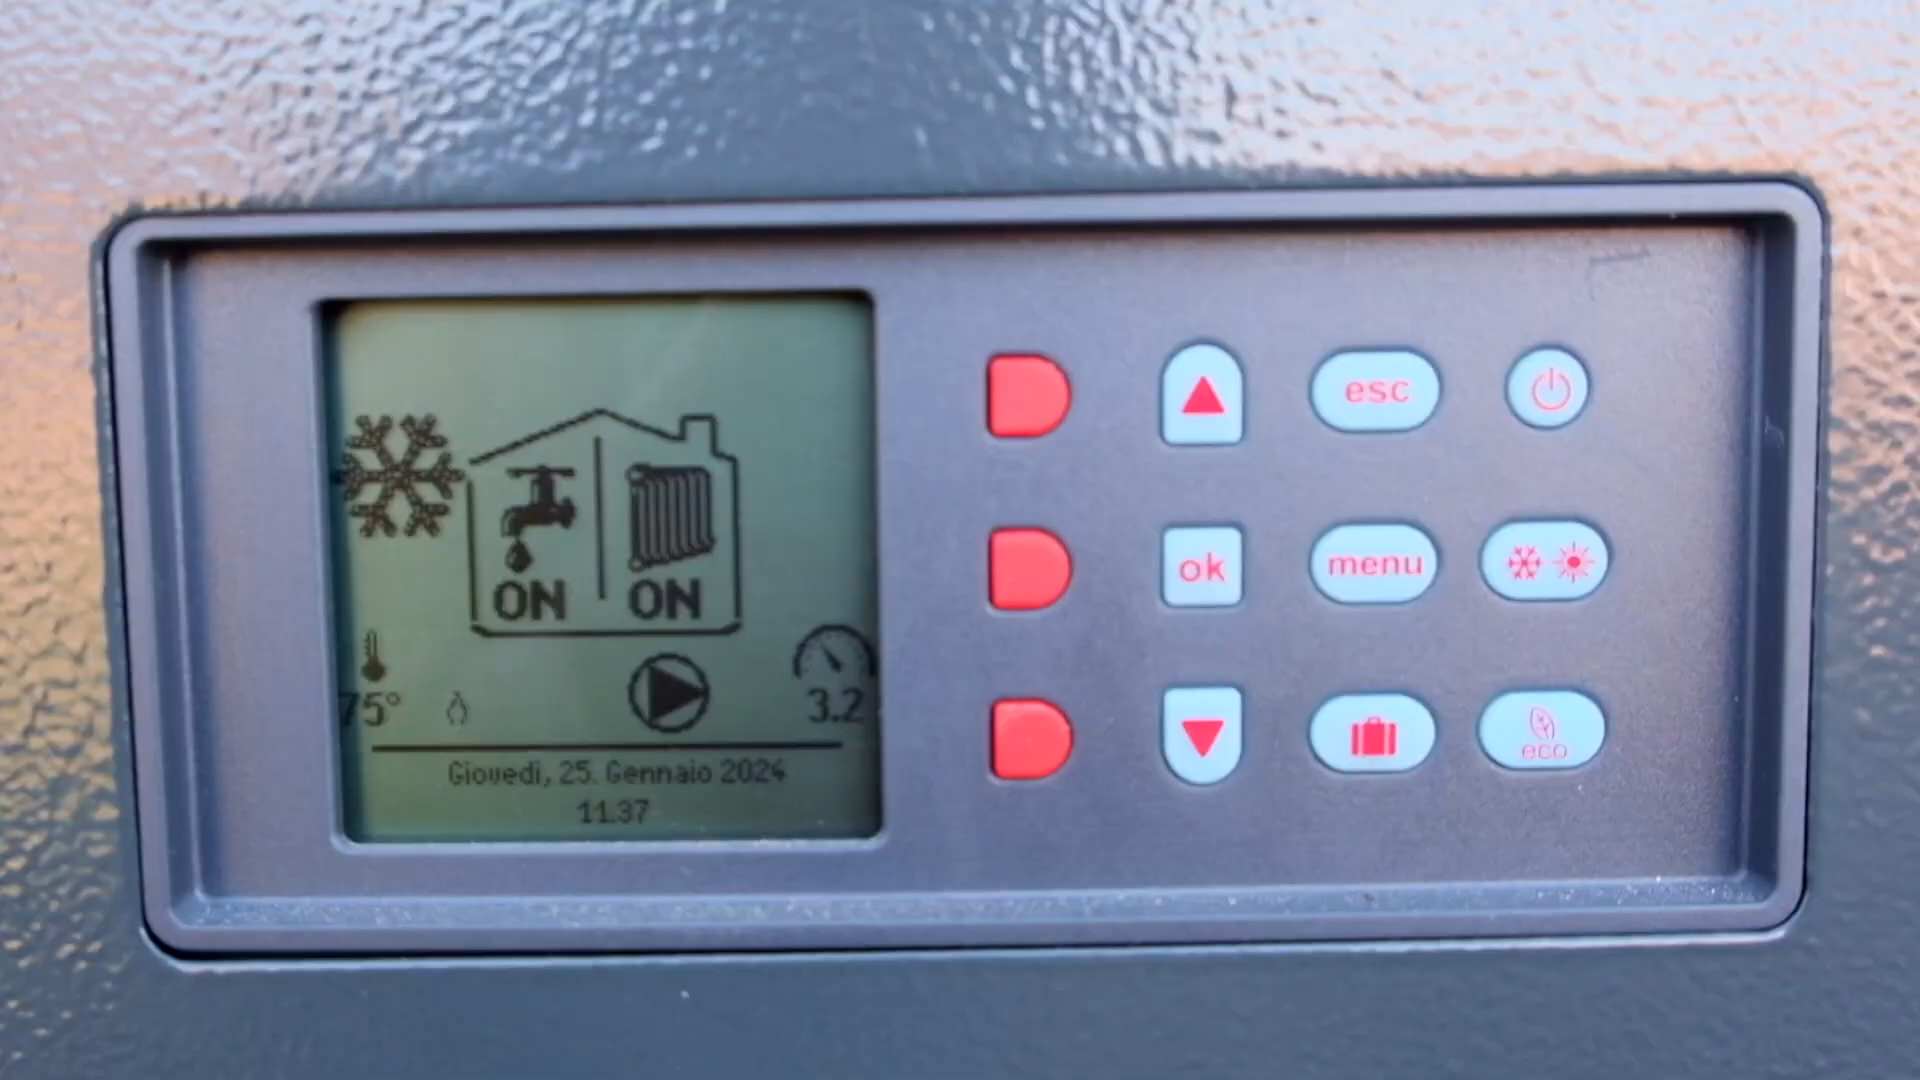 ON ON
75°
3.2
Giovedì, 25. Gennaio 2024
11.37
esc
ok
menu
eco